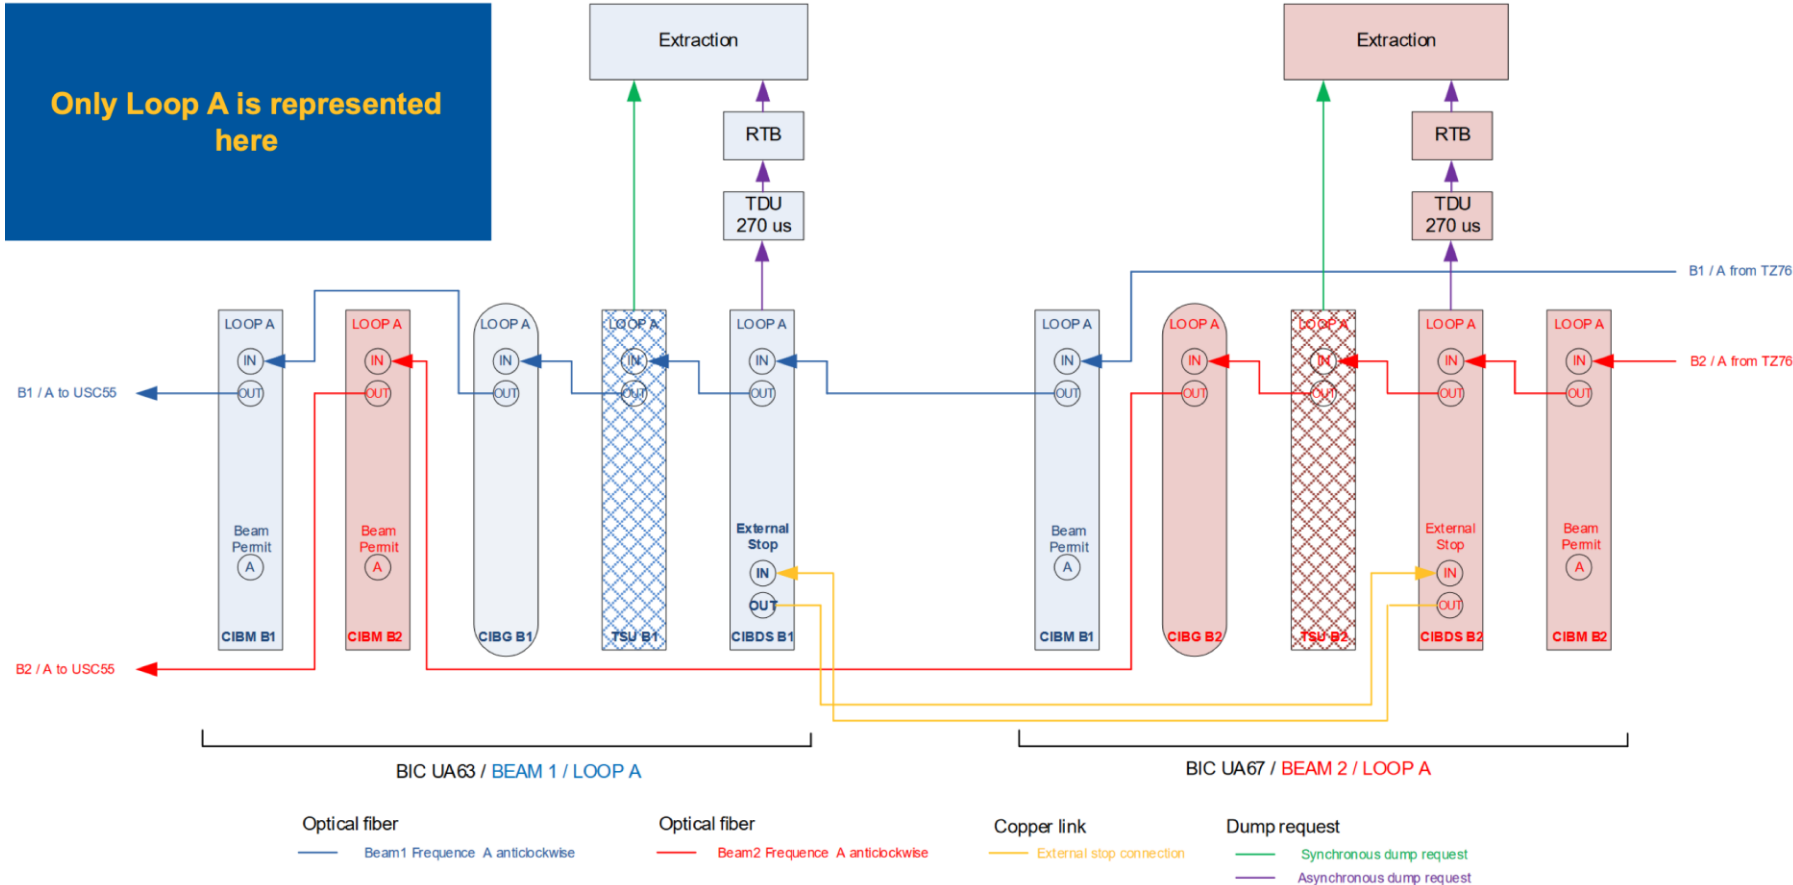 Only Loop A is represented
here
Extraction
Extraction
RTB
RTB
TDU
270 us
TDU
270 us
B1 / A from TZ76
LOOP A
LOOP A
LOOP A
LOOP A
LOOP A
LOOP A
LOOP A
LOOP A
LOOP A
LOOP A
IN
IN
IN
IN
IN
IN
IN
IN
IN
IN
B2 / A from TZ76
B1 / A to USC55
OUT
OUT
OUT
OUT
OUT
OUT
OUT
OUT
OUT
OUT
Beam
Permit
A
Beam
Permit
A
External
Stop
IN
OUT
Beam
Permit
A
External
Stop
IN
OUT
Beam
Permit
A
CIBM B1
CIBM B2
CIBG B1
TSU B1
CIBDS B1
CIBM B1
CIBG B2
TSU B2
CIBDS B2
CIBM B2
B2 / A to USC55
BIC UA63 / BEAM 1 / LOOP A
BIC UA67 / BEAM 2 / LOOP A
Optical fiber
Beam1 Frequence A anticlockwise
Optical fiber
Beam2 Frequence A anticlockwise
Copper link
External stop connection
Dump request
Synchronous dump request
Asynchronous dump request